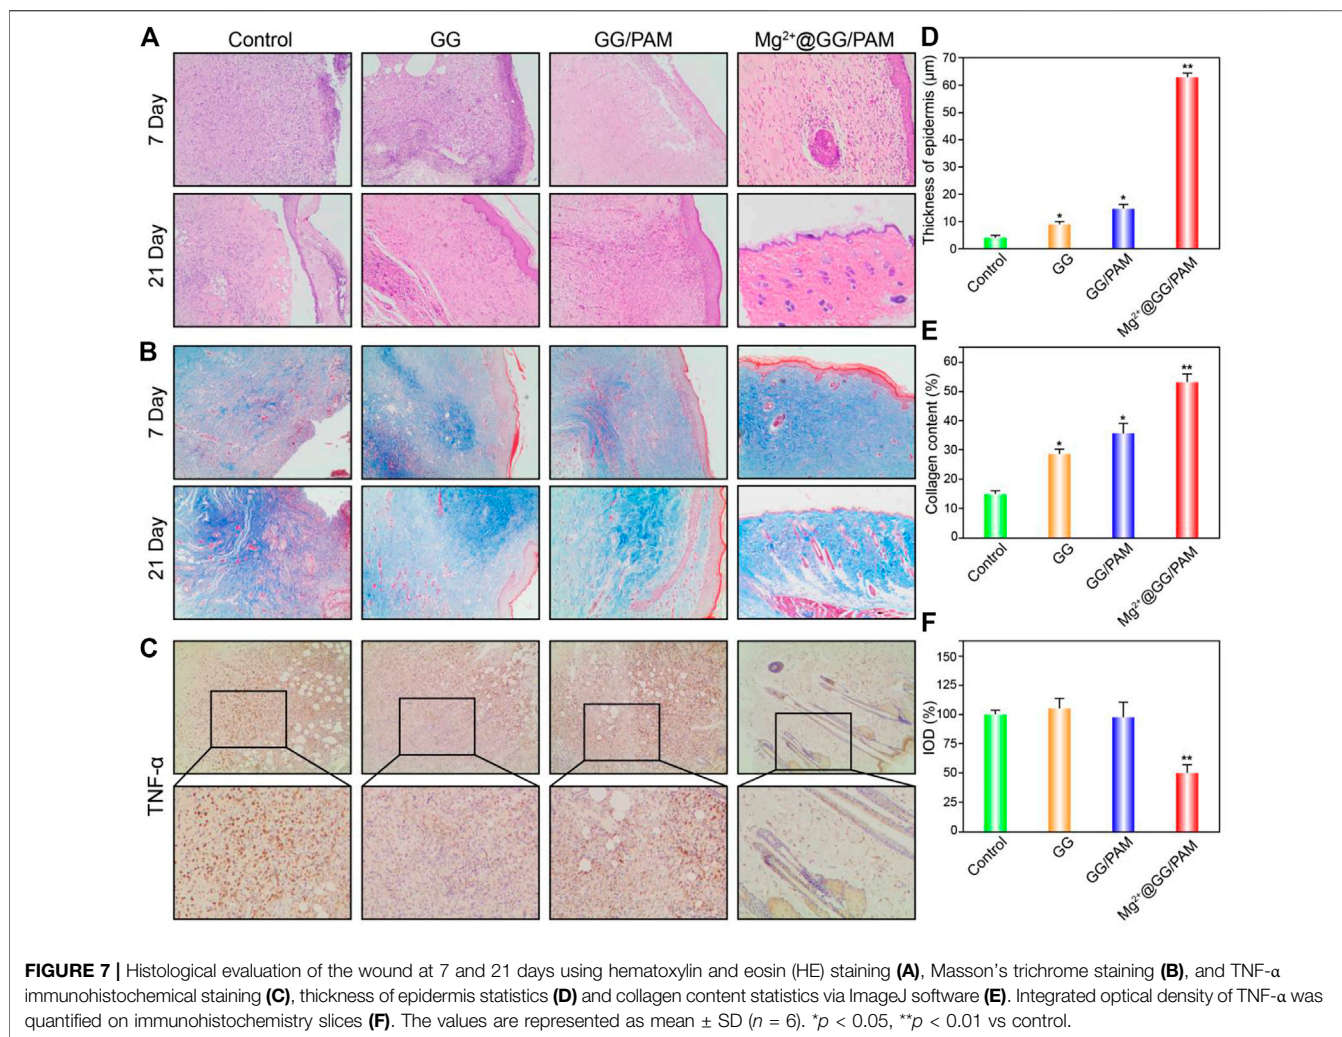 A
Control
GG
GG/PAM
Mg²⁺@GG/PAM
7 Day
21 Day
B
7 Day
21 Day
C
TNF-α
D
Thickness of epidermis (μm)
70
60
50
40
30
20
10
0
*
*
**
Control
GG
GG/PAM
Mg²⁺@GG/PAM
E
Collagen content (%)
60
50
40
30
20
10
0
*
*
**
Control
GG
GG/PAM
Mg²⁺@GG/PAM
F
IOD (%)
150
125
100
75
50
25
0
**
Control
GG
GG/PAM
Mg²⁺@GG/PAM
FIGURE 7 | Histological evaluation of the wound at 7 and 21 days using hematoxylin and eosin (HE) staining (A), Masson's trichrome staining (B), and TNF-α
immunohistochemical staining (C), thickness of epidermis statistics (D) and collagen content statistics via ImageJ software (E). Integrated optical density of TNF-α was
quantified on immunohistochemistry slices (F). The values are represented as mean ± SD (n = 6). *p < 0.05, **p < 0.01 vs control.